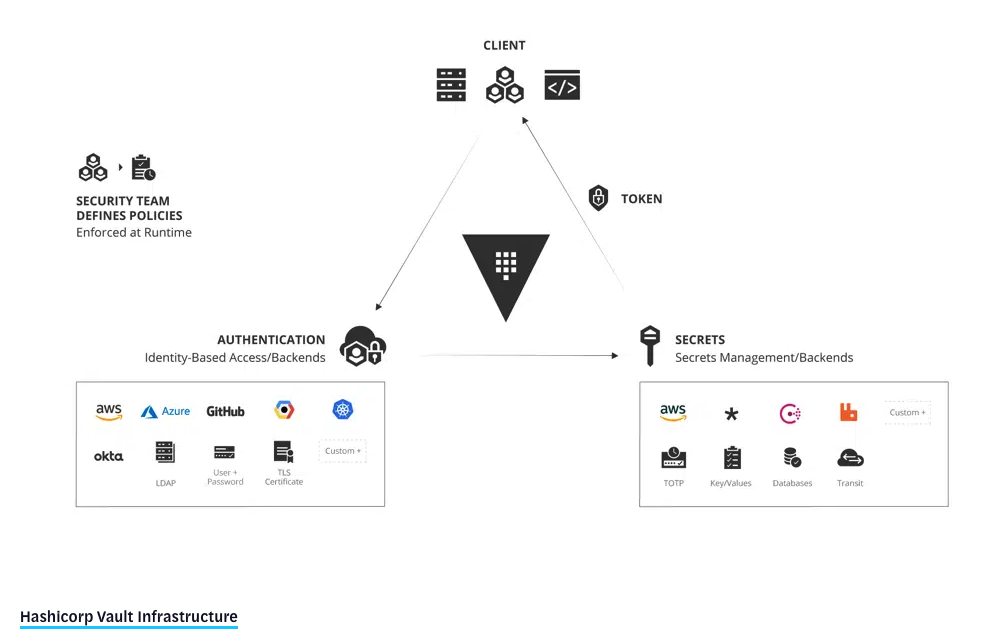 CLIENT
</>
SECURITY TEAM
DEFINES POLICIES
Enforced at Runtime
TOKEN
AUTHENTICATION
Identity-Based Access/Backends
SECRETS
Secrets Management/Backends
aws
Azure
GitHub
okta
LDAP
User +
Password
TLS
Certificate
Custom +
aws
Custom +
TOTP
Key/Values
Databases
Transit
Hashicorp Vault Infrastructure